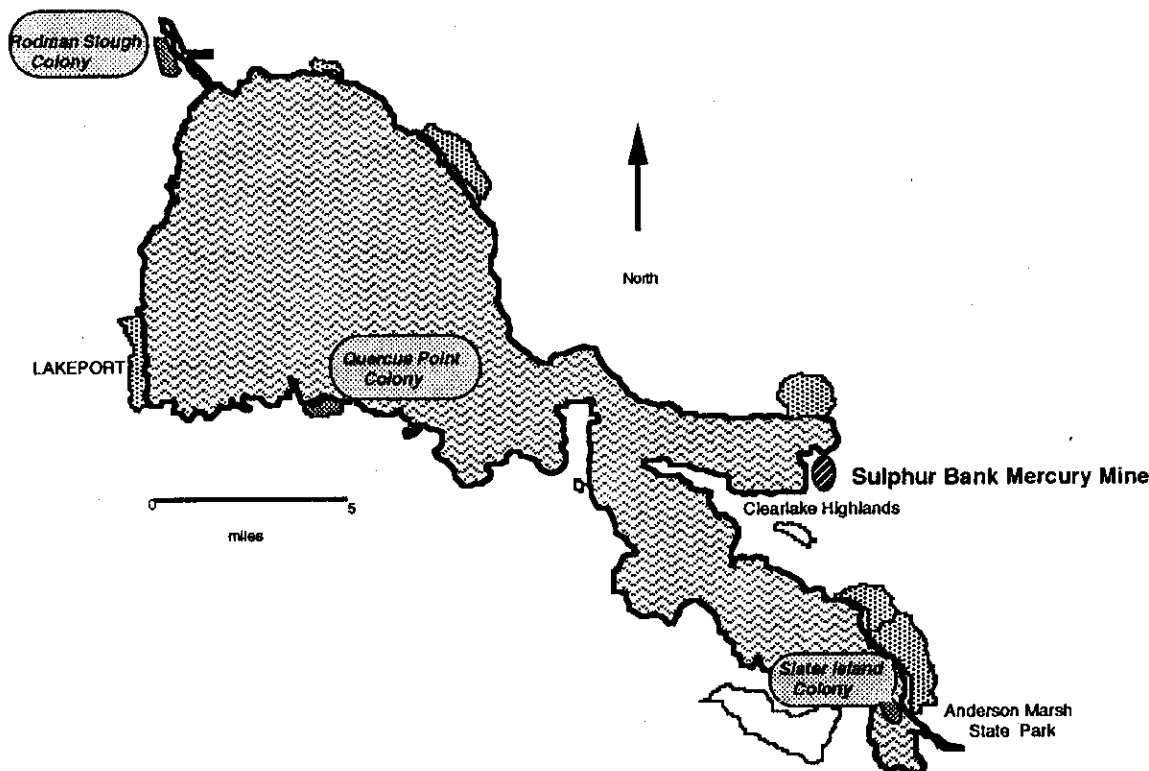 Rodman Slough
Colony
North
Quercus Point
Colony
LAKEPORT
Sulphur Bank Mercury Mine
Clearlake Highlands
0 5
miles
Slater Island
Colony
Anderson Marsh
State Park